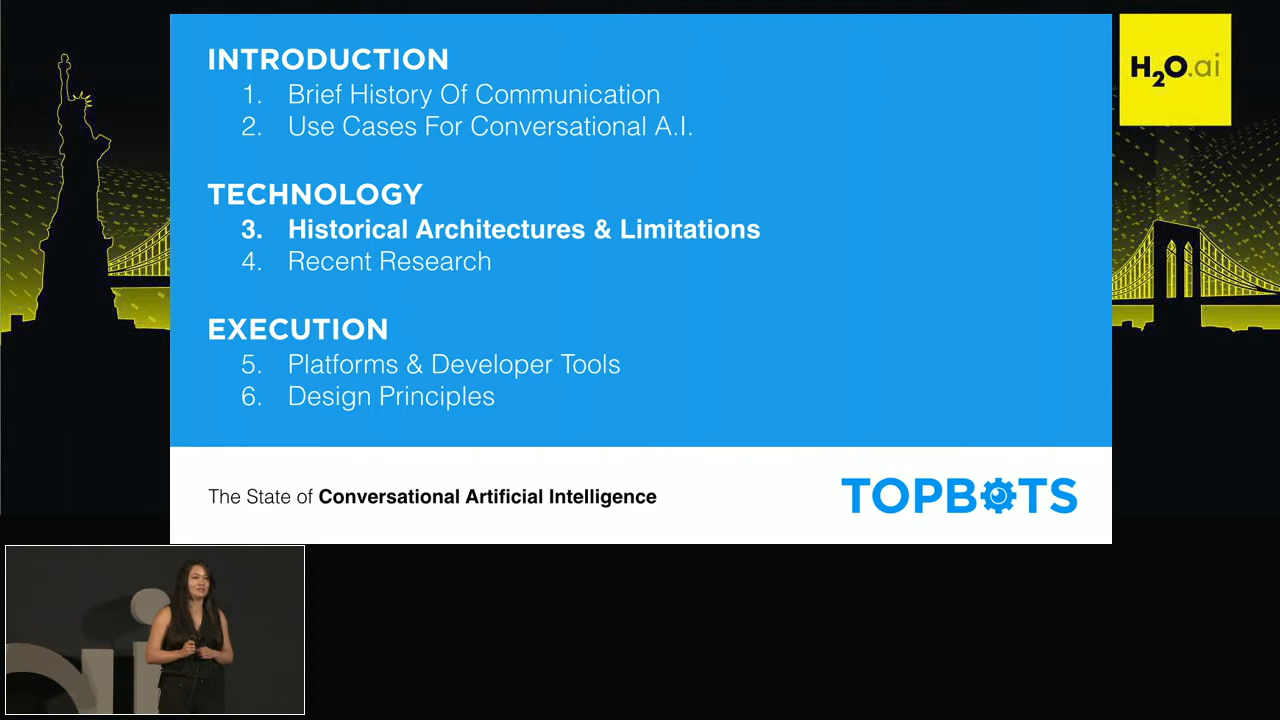 INTRODUCTION
1. Brief History Of Communication
2. Use Cases For Conversational A.I.
TECHNOLOGY
3. Historical Architectures & Limitations
4. Recent Research
EXECUTION
5. Platforms & Developer Tools
6. Design Principles
The State of Conversational Artificial Intelligence
TOPBOTS
H2O.ai
ai